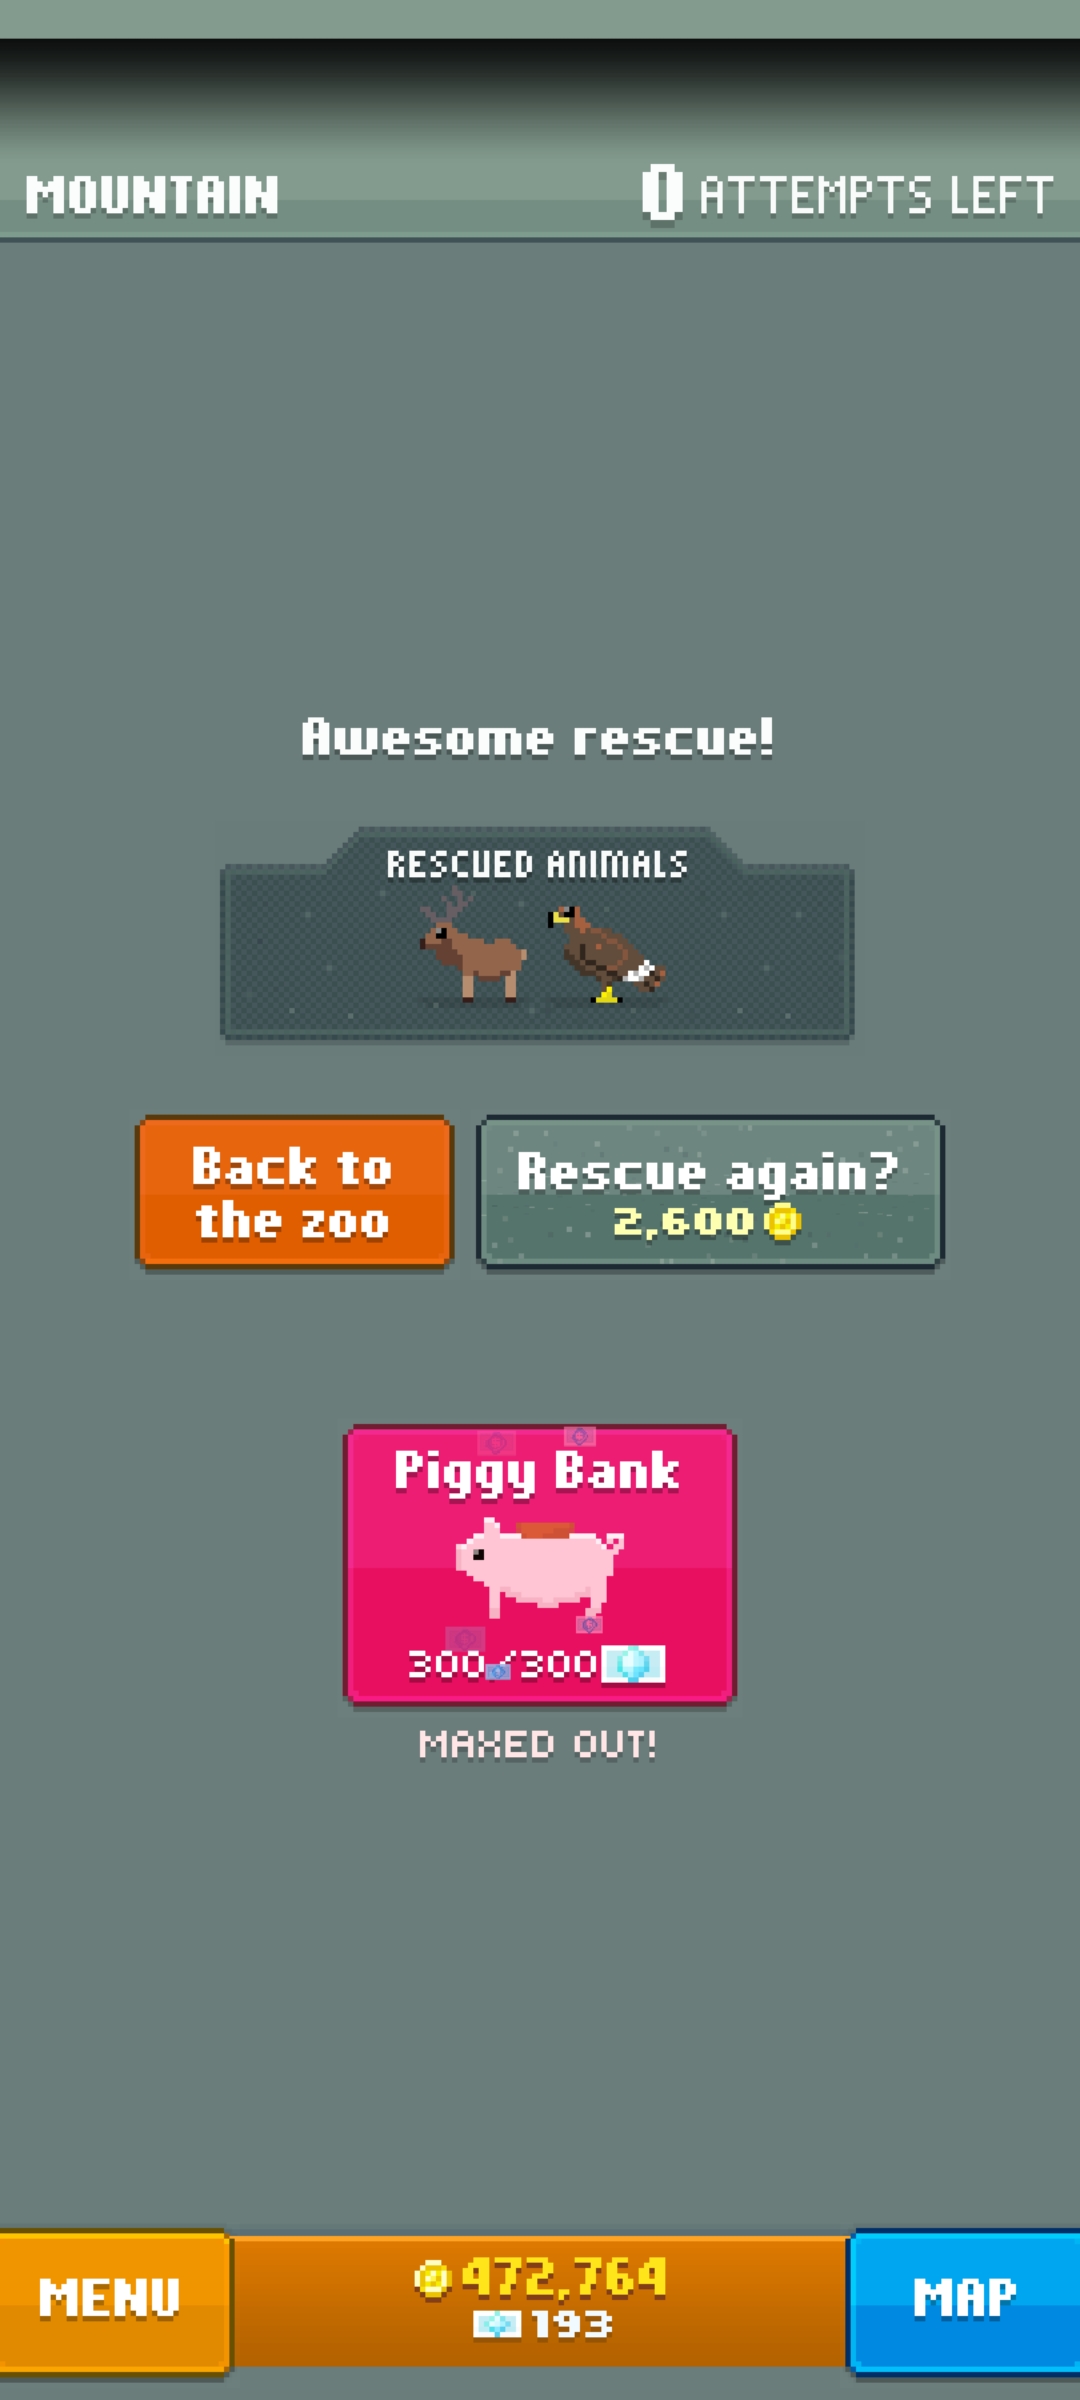 MOUNTAIN
0 ATTEMPTS LEFT
Awesome rescue!
RESCUED ANIMALS
Back to
the zoo
Rescue again?
2,600
Piggy Bank
300/300
MAXED OUT!
MENU
472,764
193
MAP